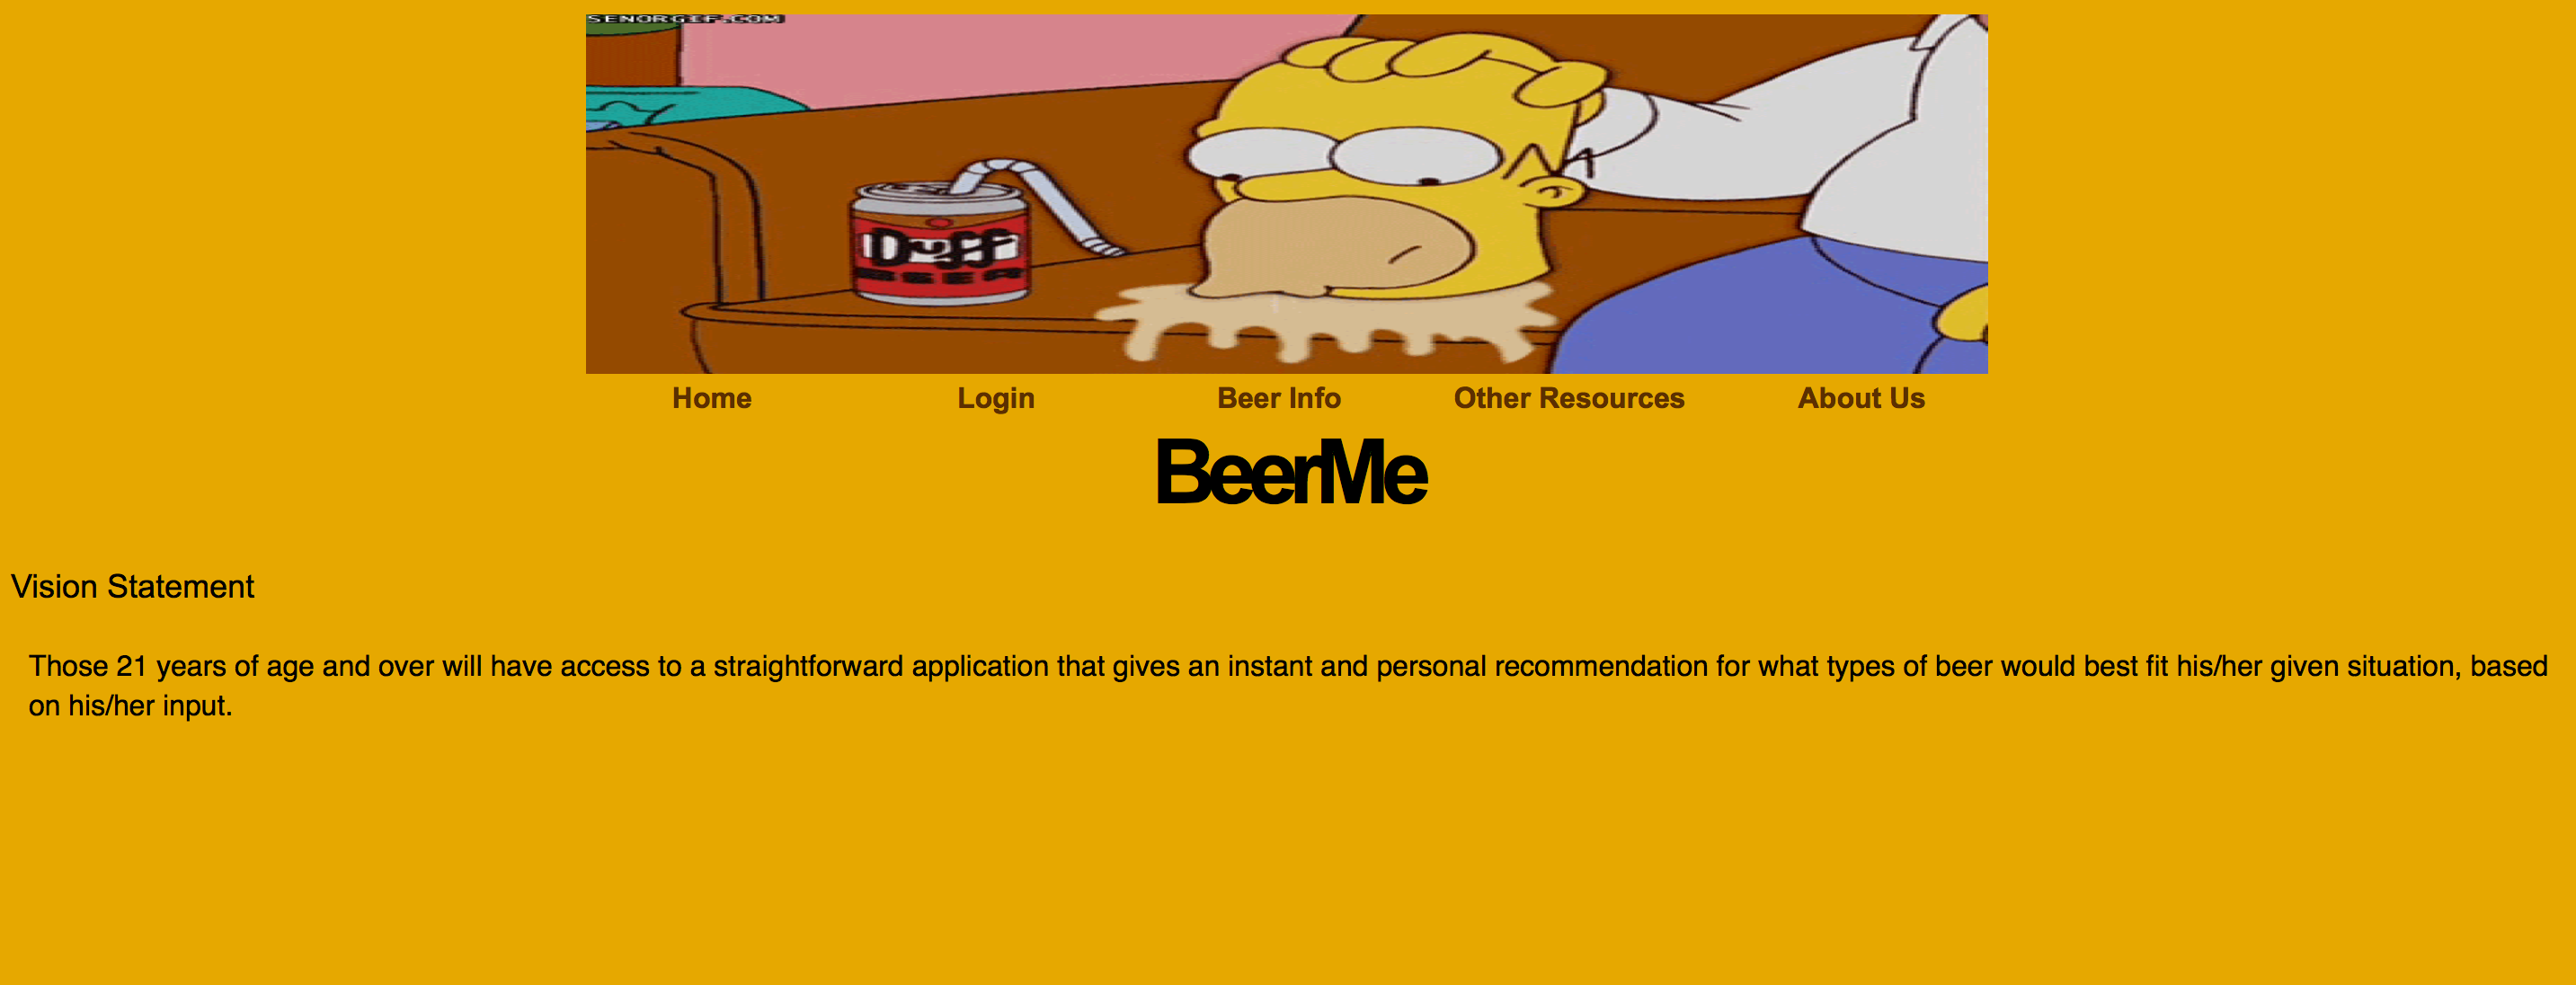 SENORGIF.COM
Duff
BEER
Home Login Beer Info Other Resources About Us
BeerMe
Vision Statement
Those 21 years of age and over will have access to a straightforward application that gives an instant and personal recommendation for what types of beer would best fit his/her given situation, based
on his/her input.